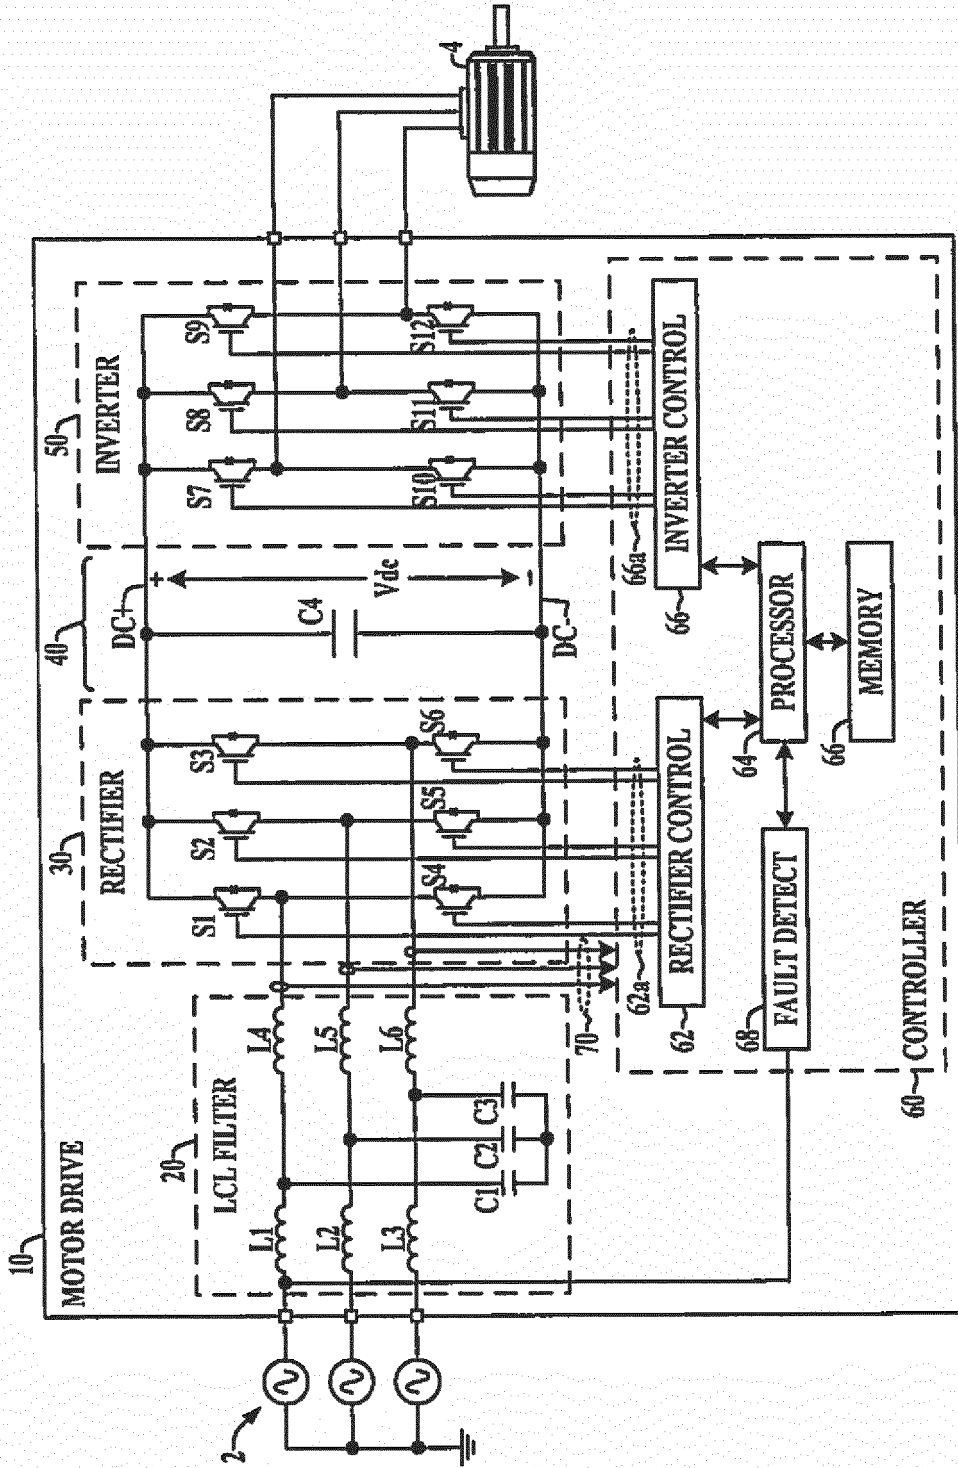 10
MOTOR DRIVE
2
20
LCL FILTER
L1
L2
L3
L4
L5
L6
C1
C2
C3
30
RECTIFIER
S1
S2
S3
S4
S5
S6
40
DC+
+
Vdc
-
C4
DC-
50
INVERTER
S7
S8
S9
S10
S11
S12
4
70
62a
66a
62
RECTIFIER CONTROL
66
INVERTER CONTROL
64
PROCESSOR
66
MEMORY
68
FAULT DETECT
60
CONTROLLER